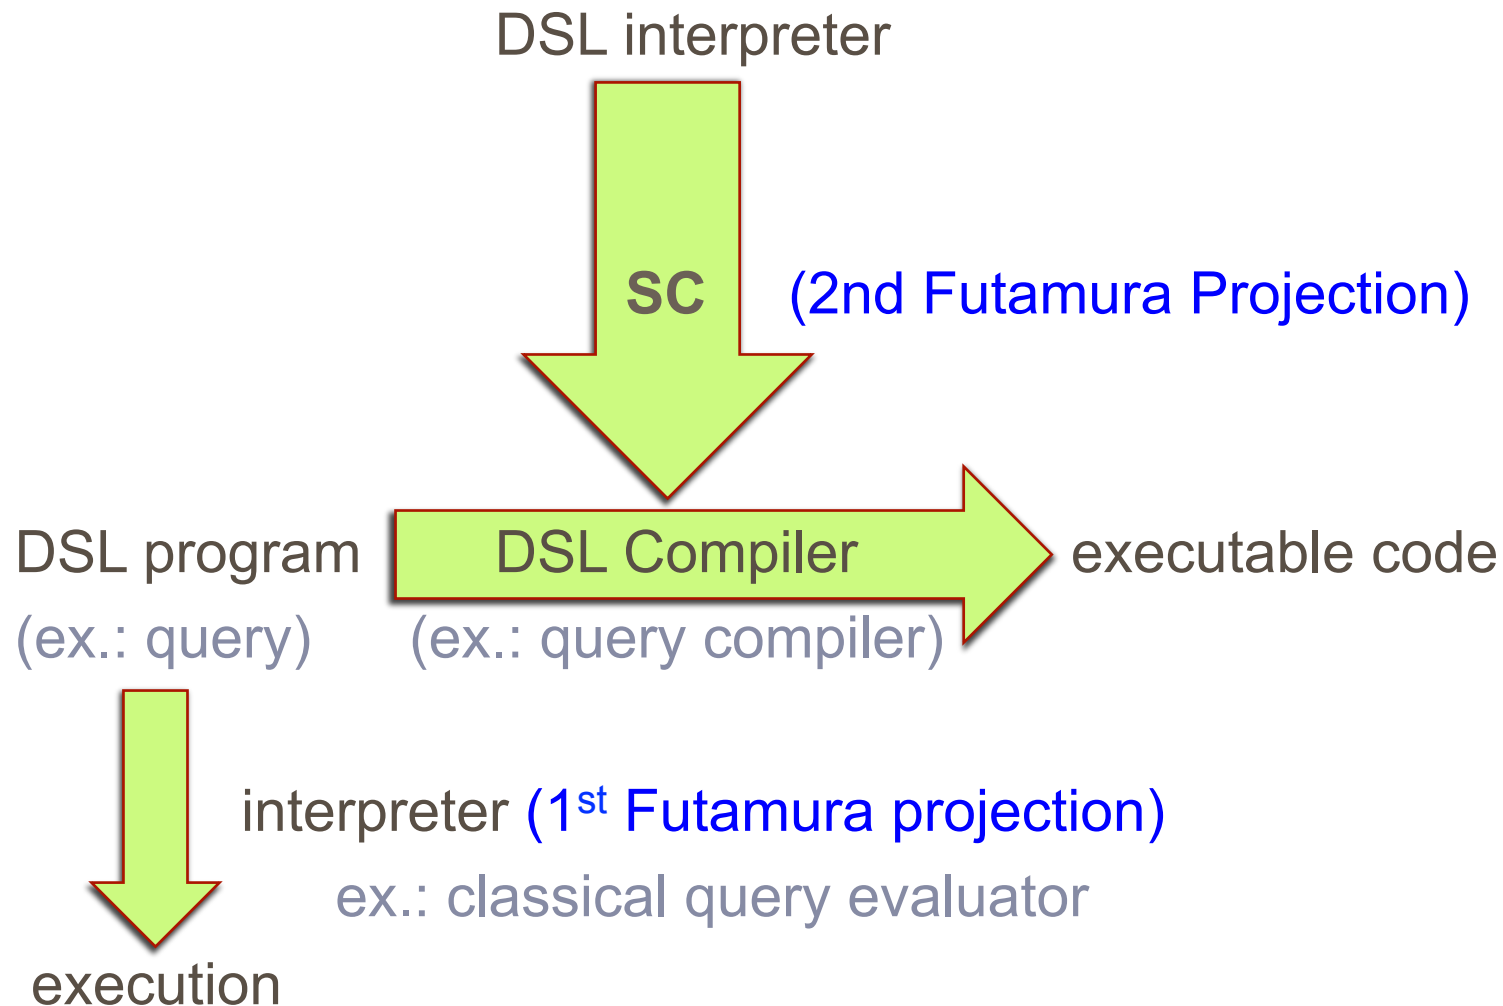 DSL interpreter
SC (2nd Futamura Projection)
DSL program DSL Compiler executable code
(ex.: query) (ex.: query compiler)
interpreter (1st Futamura projection)
ex.: classical query evaluator
execution